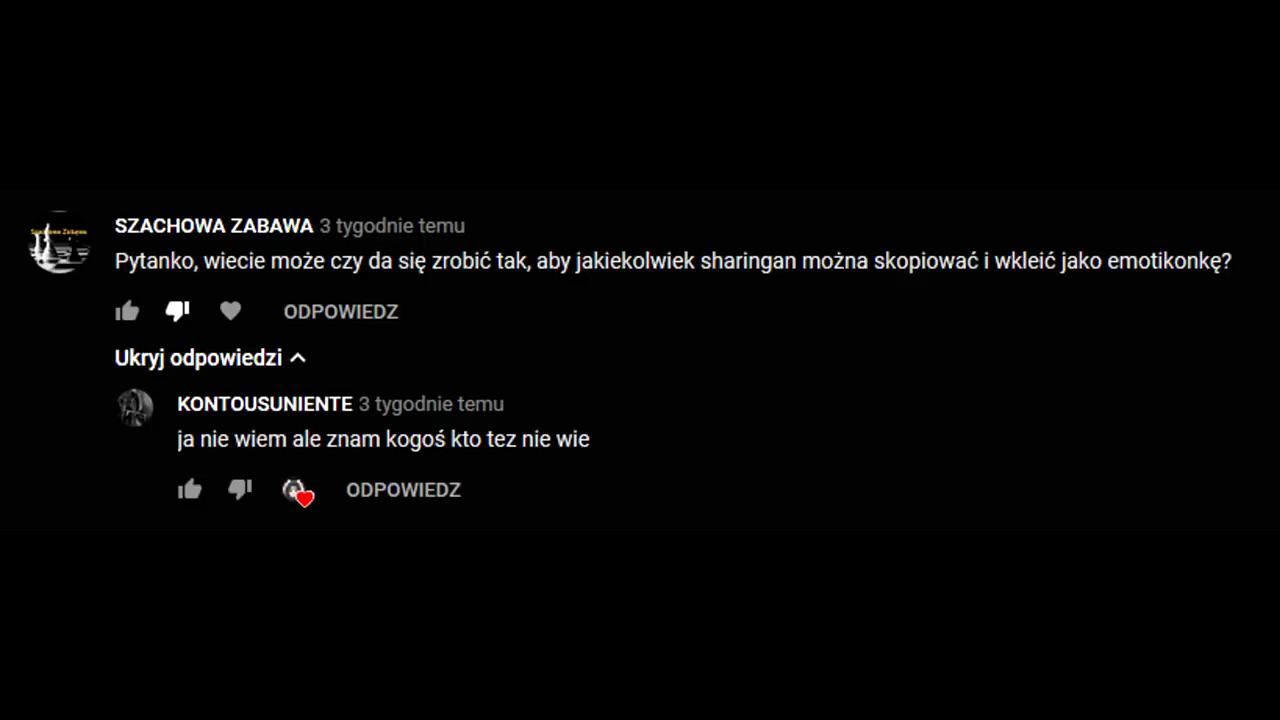 SZACHOWA ZABAWA 3 tygodnie temu
Pytanko, wiecie może czy da się zrobić tak, aby jakiekolwiek sharingan można skopiować i wkleić jako emotikonkę?
ODPOWIEDZ
Ukryj odpowiedzi
KONTOUSUNIENTE 3 tygodnie temu
ja nie wiem ale znam kogoś kto tez nie wie
ODPOWIEDZ